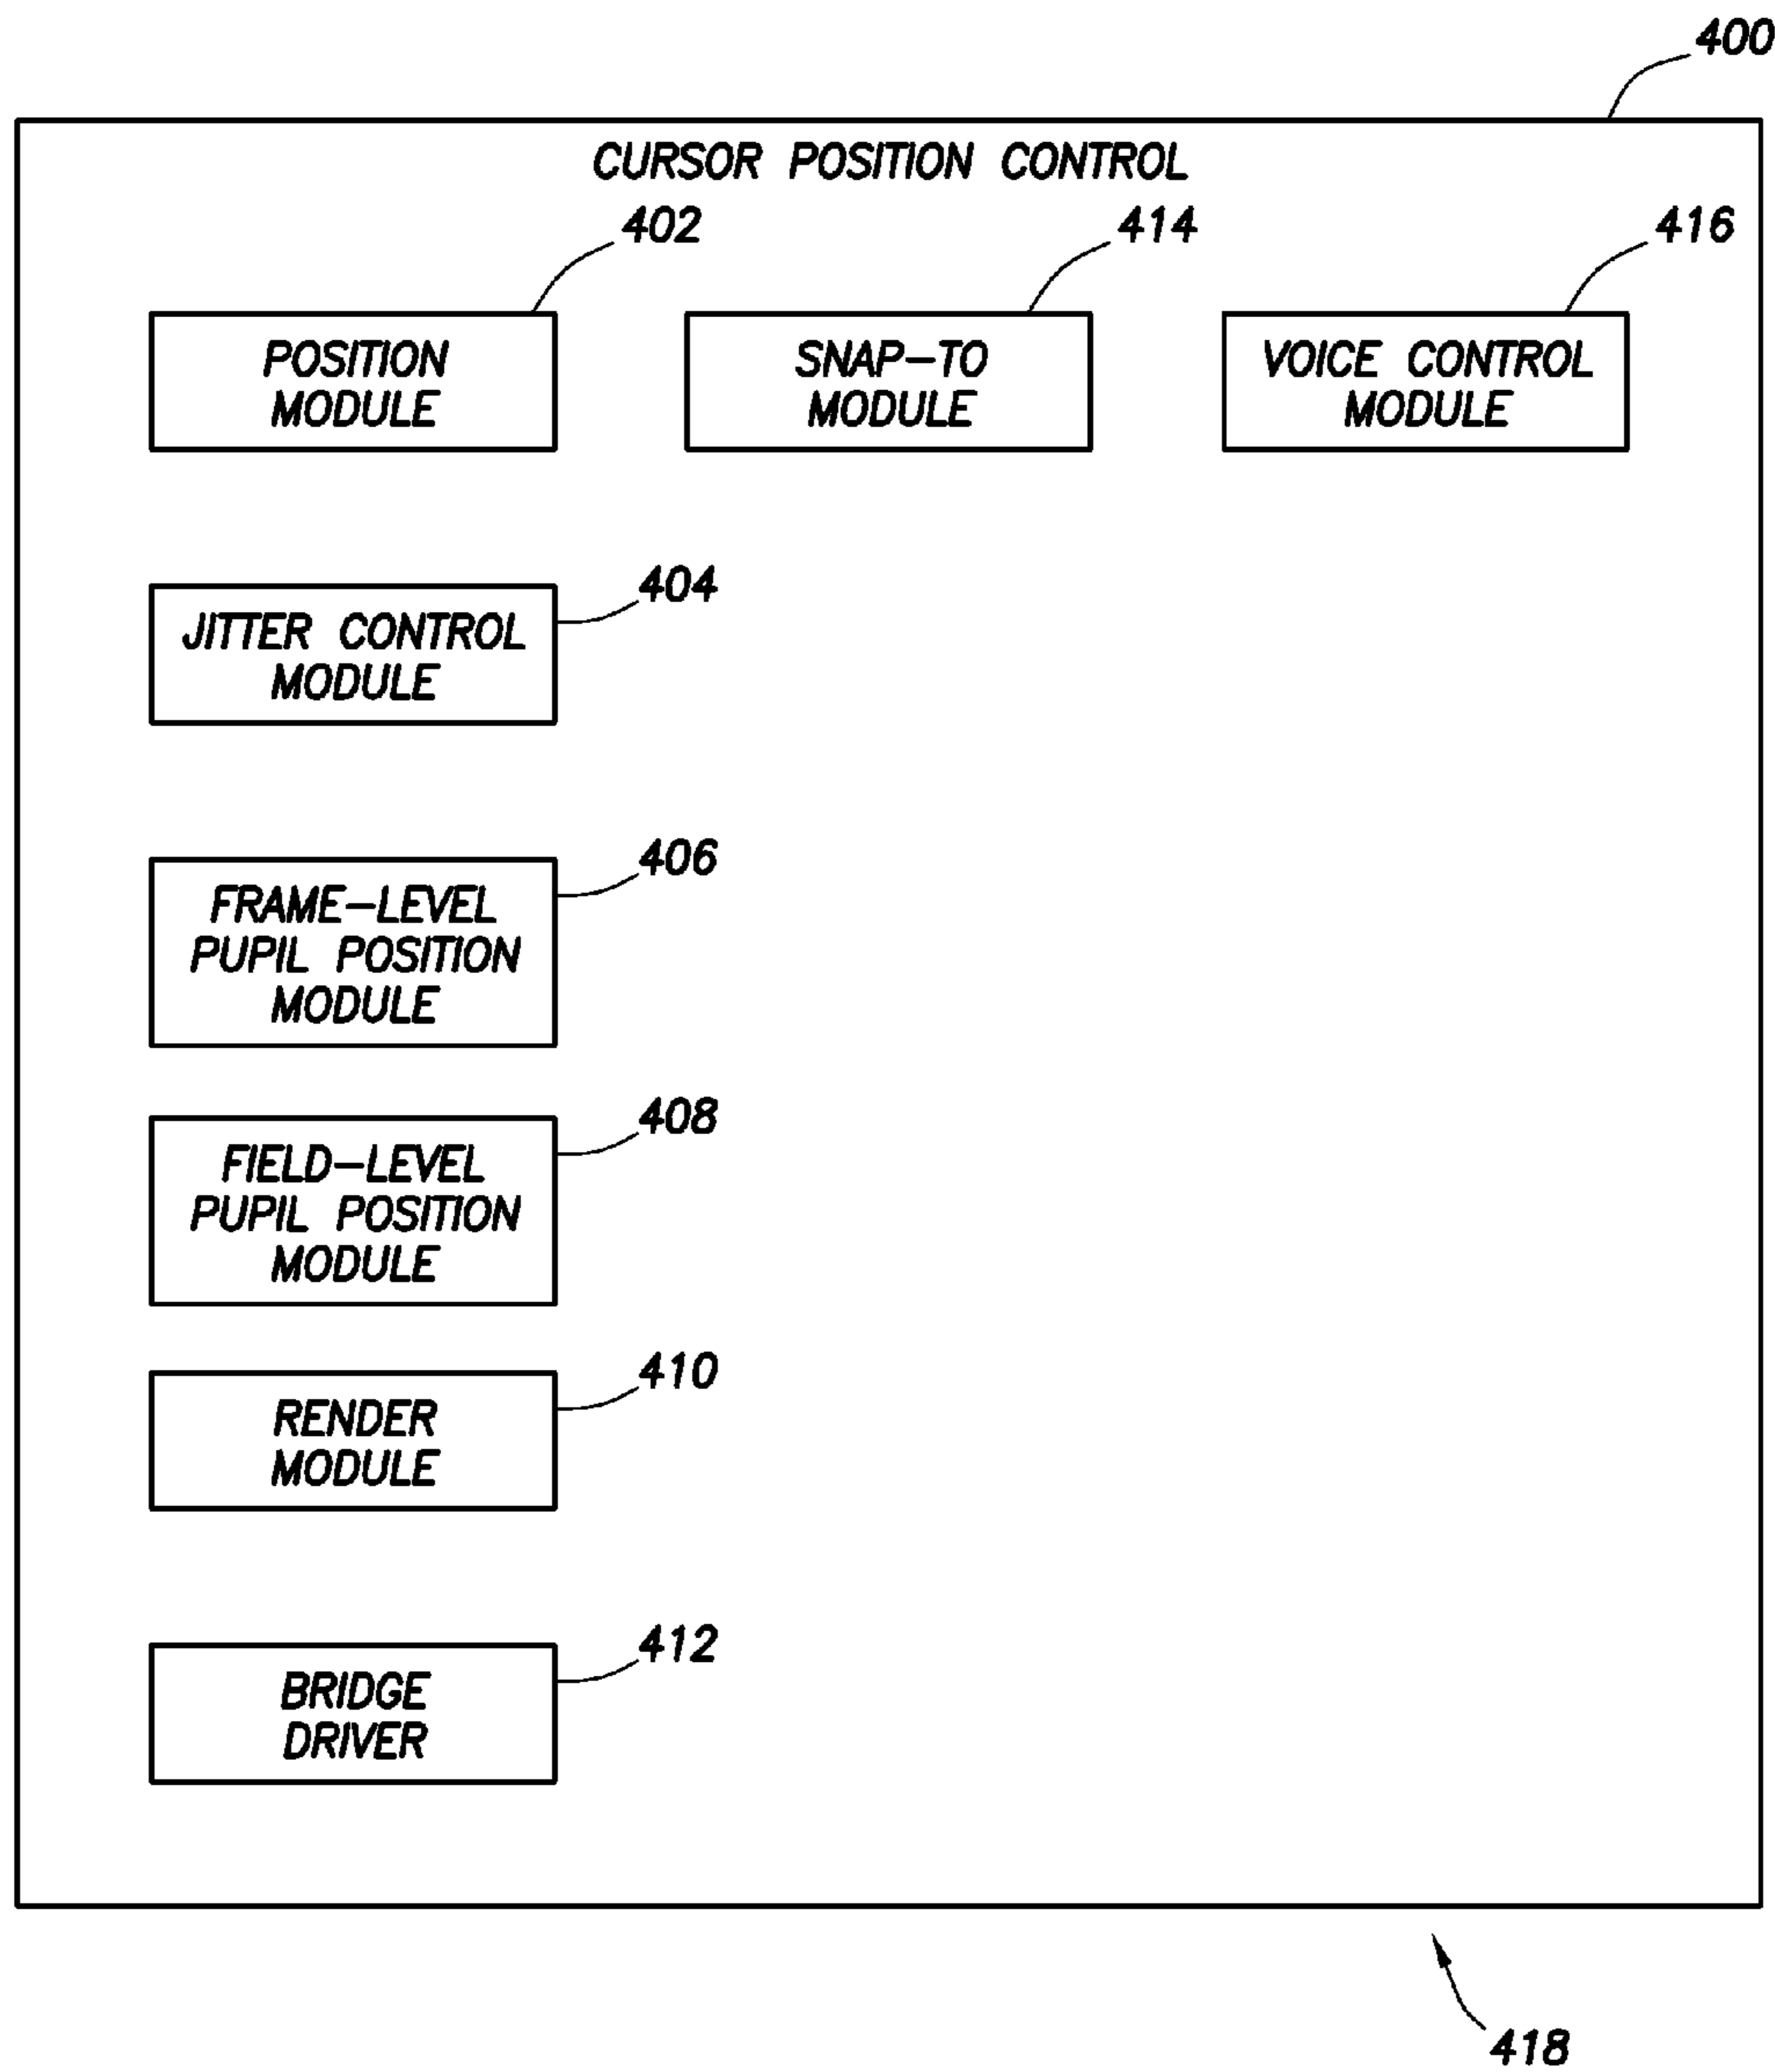 400
CURSOR POSITION CONTROL
402
414
416
POSITION
MODULE
SNAP-TO
MODULE
VOICE CONTROL
MODULE
404
JITTER CONTROL
MODULE
406
FRAME-LEVEL
PUPIL POSITION
MODULE
408
FIELD-LEVEL
PUPIL POSITION
MODULE
410
RENDER
MODULE
412
BRIDGE
DRIVER
418